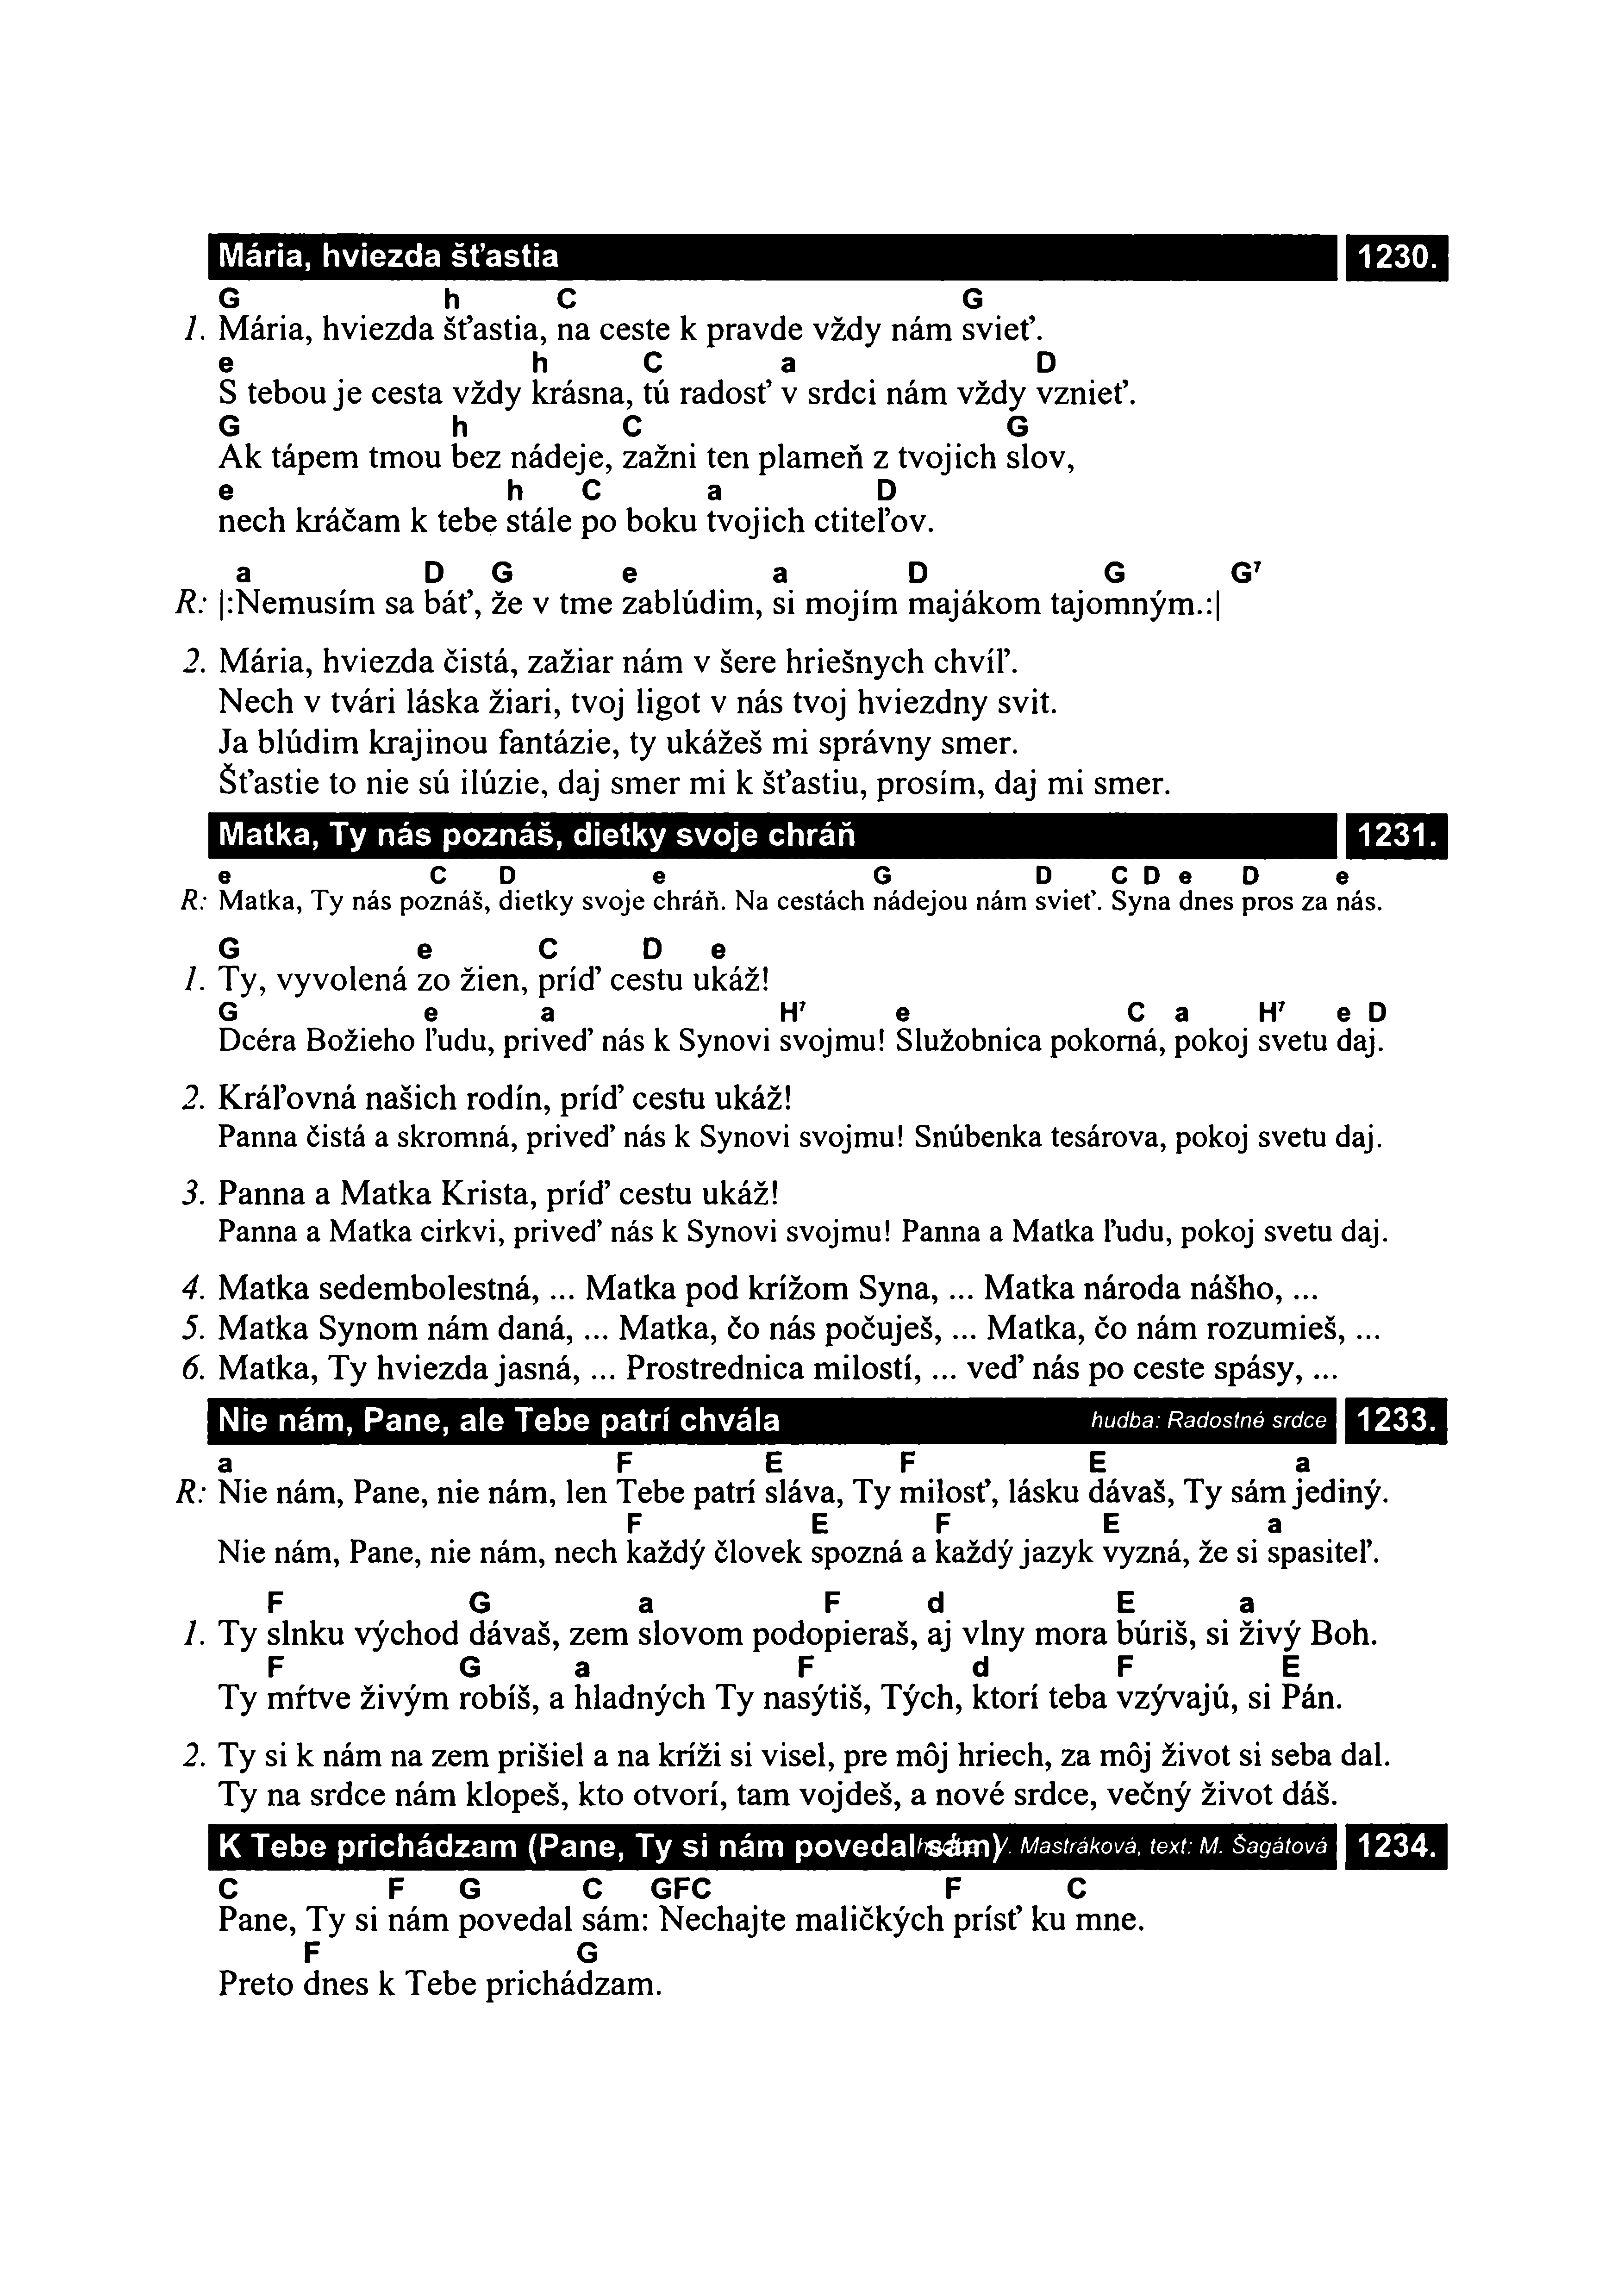 Mária, hviezda šťastia 1230.
G h C G
1. Mária, hviezda šťastia, na ceste k pravde vždy nám svieť.
e h C a D
S tebou je cesta vždy krásna, tú radosť v srdci nám vždy vznieť.
G h C G
Ak tápem tmou bez nádeje, zažni ten plameň z tvojich slov,
e h C a D
nech kráčam k tebe stále po boku tvojich ctiteľov.
a D G e a D G G⁷
R: |:Nemusím sa báť, že v tme zablúdim, si mojím majákom tajomným.:|
2. Mária, hviezda čistá, zažiar nám v šere hriešnych chvíľ.
Nech v tvári láska žiari, tvoj ligot v nás tvoj hviezdny svit.
Ja blúdim krajinou fantázie, ty ukážeš mi správny smer.
Šťastie to nie sú ilúzie, daj smer mi k šťastiu, prosím, daj mi smer.
Matka, Ty nás poznáš, dietky svoje chráň 1231.
e C D e G D C D e D e
R: Matka, Ty nás poznáš, dietky svoje chráň. Na cestách nádejou nám svieť. Syna dnes pros za nás.
G e C D e
1. Ty, vyvolená zo žien, príď cestu ukáž!
G e a H⁷ e C a H⁷ e D
Dcéra Božieho ľudu, priveď nás k Synovi svojmu! Služobnica pokorná, pokoj svetu daj.
2. Kráľovná našich rodín, príď cestu ukáž!
Panna čistá a skromná, priveď nás k Synovi svojmu! Snúbenka tesárova, pokoj svetu daj.
3. Panna a Matka Krista, príď cestu ukáž!
Panna a Matka cirkvi, priveď nás k Synovi svojmu! Panna a Matka ľudu, pokoj svetu daj.
4. Matka sedembolestná, ... Matka pod krížom Syna, ... Matka národa nášho, ...
5. Matka Synom nám daná, ... Matka, čo nás počuješ, ... Matka, čo nám rozumieš, ...
6. Matka, Ty hviezda jasná, ... Prostrednica milostí, ... veď nás po ceste spásy, ...
Nie nám, Pane, ale Tebe patrí chvála hudba: Radostné srdce 1233.
a F E F E a
R: Nie nám, Pane, nie nám, len Tebe patrí sláva, Ty milosť, lásku dávaš, Ty sám jediný.
F E F E a
Nie nám, Pane, nie nám, nech každý človek spozná a každý jazyk vyzná, že si spasiteľ.
F G a F d E a
1. Ty slnku východ dávaš, zem slovom podopieraš, aj vlny mora búriš, si živý Boh.
F G a F d F E
Ty mŕtve živým robíš, a hladných Ty nasýtiš, Tých, ktorí teba vzývajú, si Pán.
2. Ty si k nám na zem prišiel a na kríži si visel, pre môj hriech, za môj život si seba dal.
Ty na srdce nám klopeš, kto otvorí, tam vojdeš, a nové srdce, večný život dáš.
K Tebe prichádzam (Pane, Ty si nám povedal sám) V. Mastráková, text: M. Šagátová 1234.
C F G C GFC F C
Pane, Ty si nám povedal sám: Nechajte maličkých prísť ku mne.
F G
Preto dnes k Tebe prichádzam.